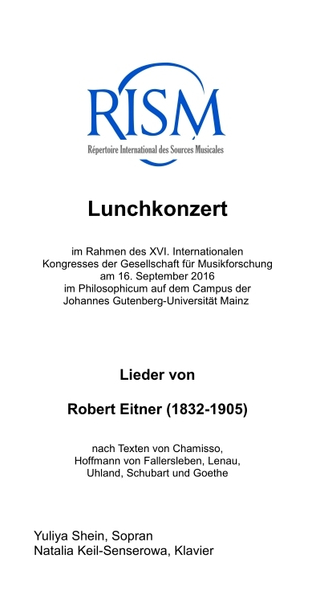 RISM
Répertoire International des Sources Musicales
Lunchkonzert
im Rahmen des XVI. Internationalen
Kongresses der Gesellschaft für Musikforschung
am 16. September 2016
im Philosophicum auf dem Campus der
Johannes Gutenberg-Universität Mainz
Lieder von
Robert Eitner (1832-1905)
nach Texten von Chamisso,
Hoffmann von Fallersleben, Lenau,
Uhland, Schubart und Goethe
Yuliya Shein, Sopran
Natalia Keil-Senserowa, Klavier